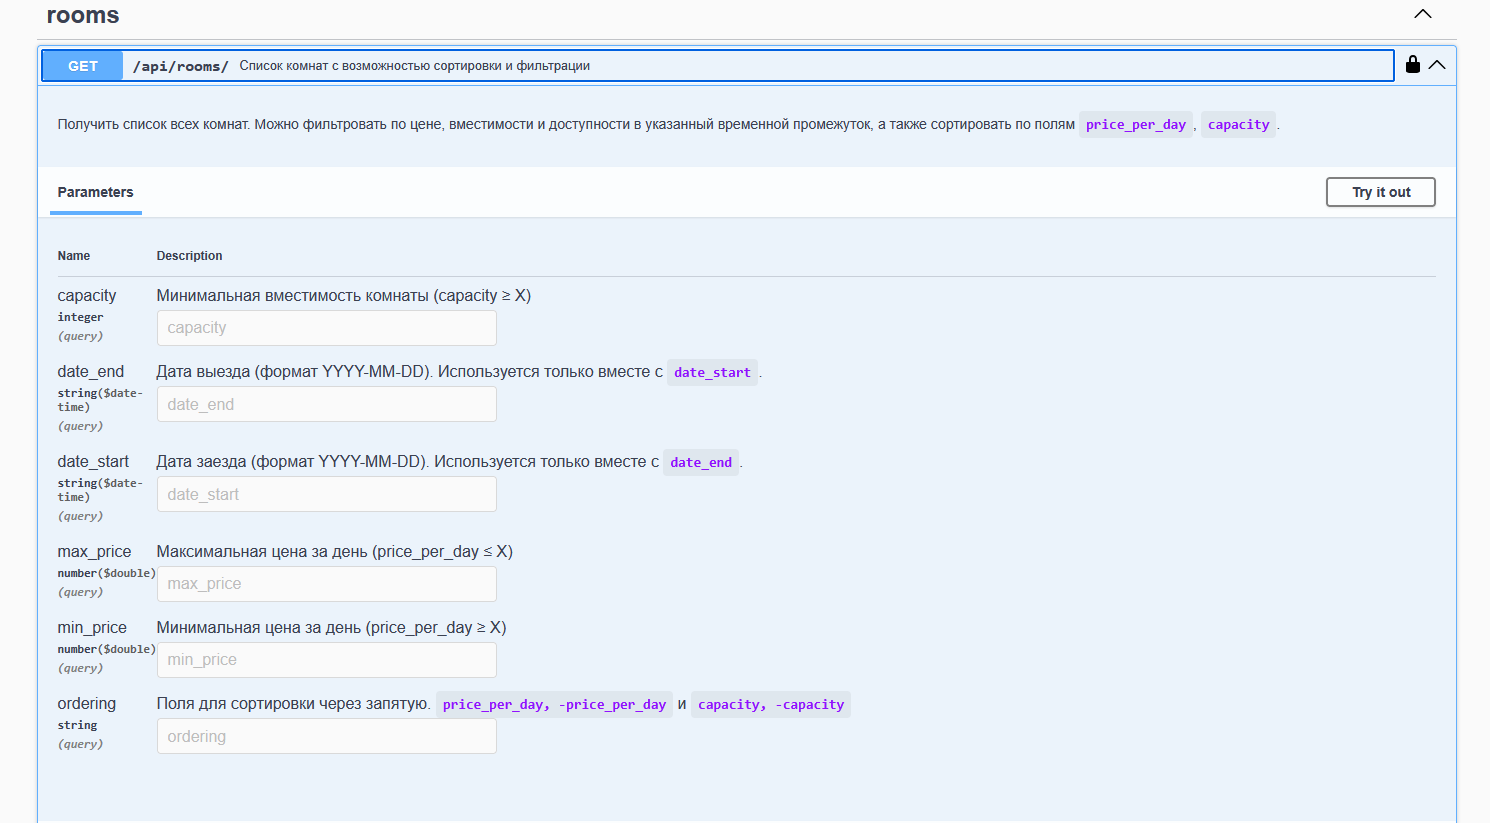 rooms
GET /api/rooms/ Список комнат с возможностью сортировки и фильтрации
Получить список всех комнат. Можно фильтровать по цене, вместимости и доступности в указанный временной промежуток, а также сортировать по полям price_per_day , capacity .
Parameters
Try it out
Name Description
capacity Минимальная вместимость комнаты (capacity ≥ X)
integer
(query)
capacity
date_end Дата выезда (формат YYYY-MM-DD). Используется только вместе с date_start .
string($date-
time)
(query)
date_end
date_start Дата заезда (формат YYYY-MM-DD). Используется только вместе с date_end .
string($date-
time)
(query)
date_start
max_price Максимальная цена за день (price_per_day ≤ X)
number($double)
(query)
max_price
min_price Минимальная цена за день (price_per_day ≥ X)
number($double)
(query)
min_price
ordering Поля для сортировки через запятую. price_per_day, -price_per_day и capacity, -capacity
string
(query)
ordering